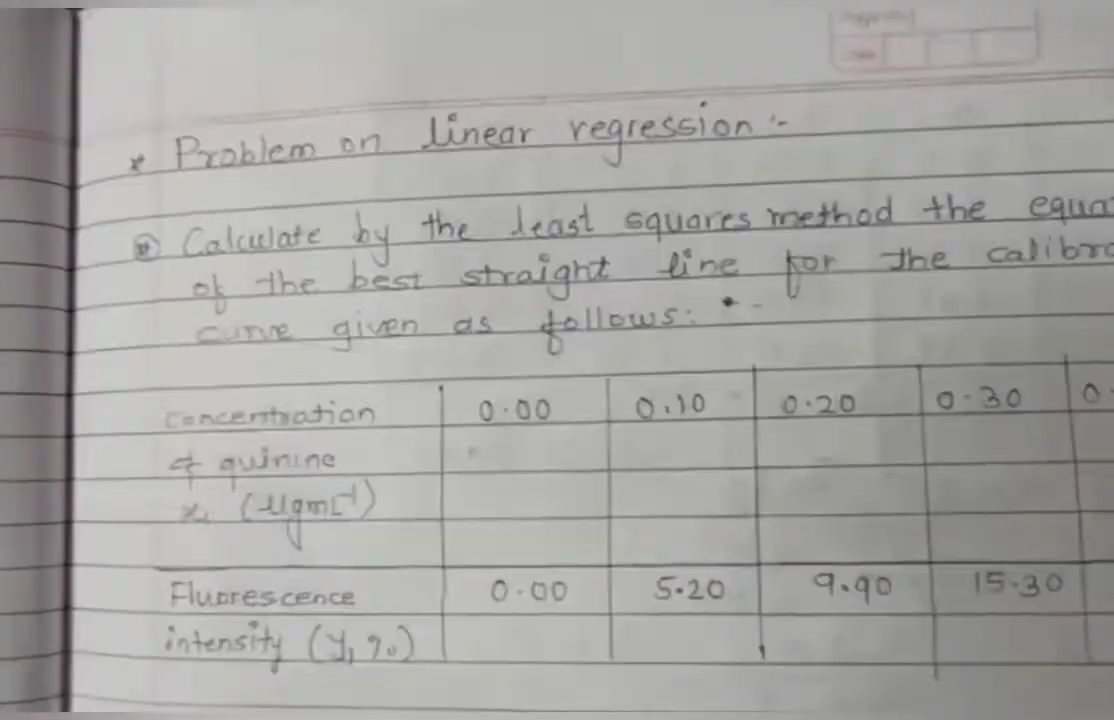 * Problem on linear regression :-
Calculate by the least squares method the equat
of the best straight line for the calibra
curve given as follows: -
Concentration 0.00 0.10 0.20 0.30 0.
of quinine
x, (μgmL⁻¹)
Fluorescence 0.00 5.20 9.90 15.30
intensity (y, %)